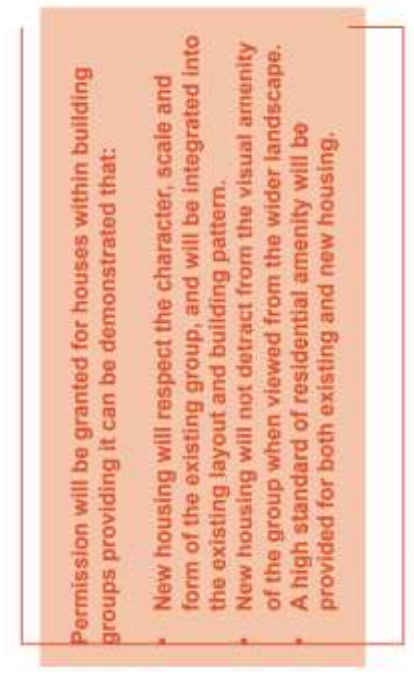 Permission will be granted for houses within building
groups providing it can be demonstrated that:
• New housing will respect the character, scale and
form of the existing group, and will be integrated into
the existing layout and building pattern.
• New housing will not detract from the visual amenity
of the group when viewed from the wider landscape.
• A high standard of residential amenity will be
provided for both existing and new housing.